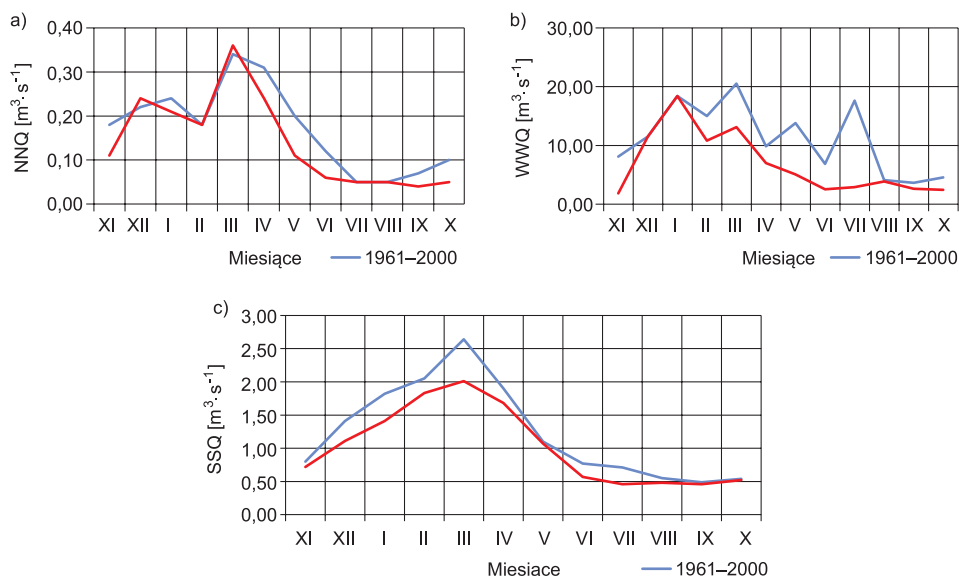 a)
NNQ [m³·s⁻¹]
0,40
0,30
0,20
0,10
0,00
XI XII I II III IV V VI VII VIII IX X
Miesiące 1961–2000
b)
WWQ [m³·s⁻¹]
30,00
20,00
10,00
0,00
XI XII I II III IV V VI VII VIII IX X
Miesiące 1961–2000
c)
SSQ [m³·s⁻¹]
3,00
2,50
2,00
1,50
1,00
0,50
0,00
XI XII I II III IV V VI VII VIII IX X
Miesiace 1961–2000